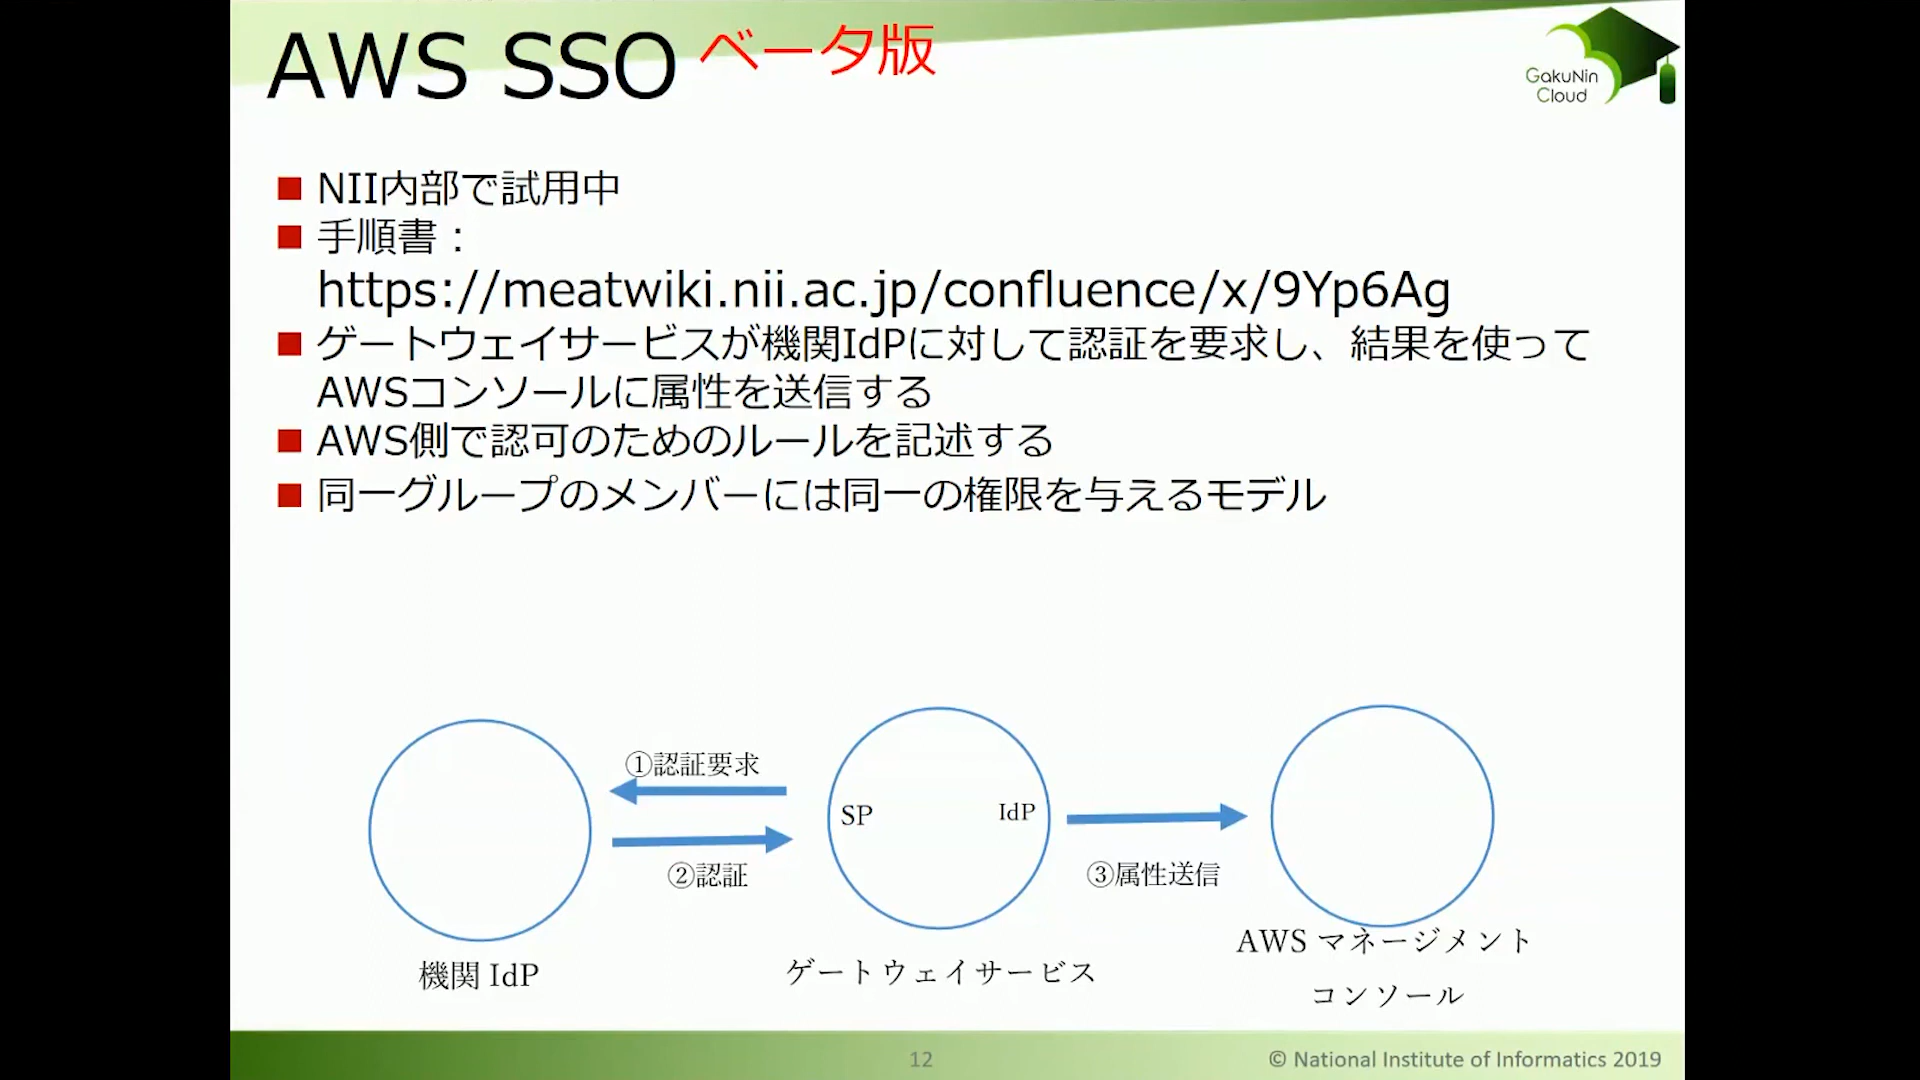 AWS SSO ベータ版
GakuNin
Cloud
NII内部で試用中
手順書：
https://meatwiki.nii.ac.jp/confluence/x/9Yp6Ag
ゲートウェイサービスが機関IdPに対して認証を要求し、結果を使って
AWSコンソールに属性を送信する
AWS側で認可のためのルールを記述する
同一グループのメンバーには同一の権限を与えるモデル
①認証要求
②認証
SP
IdP
③属性送信
機関 IdP
ゲートウェイサービス
AWS マネージメント
コンソール
12
© National Institute of Informatics 2019